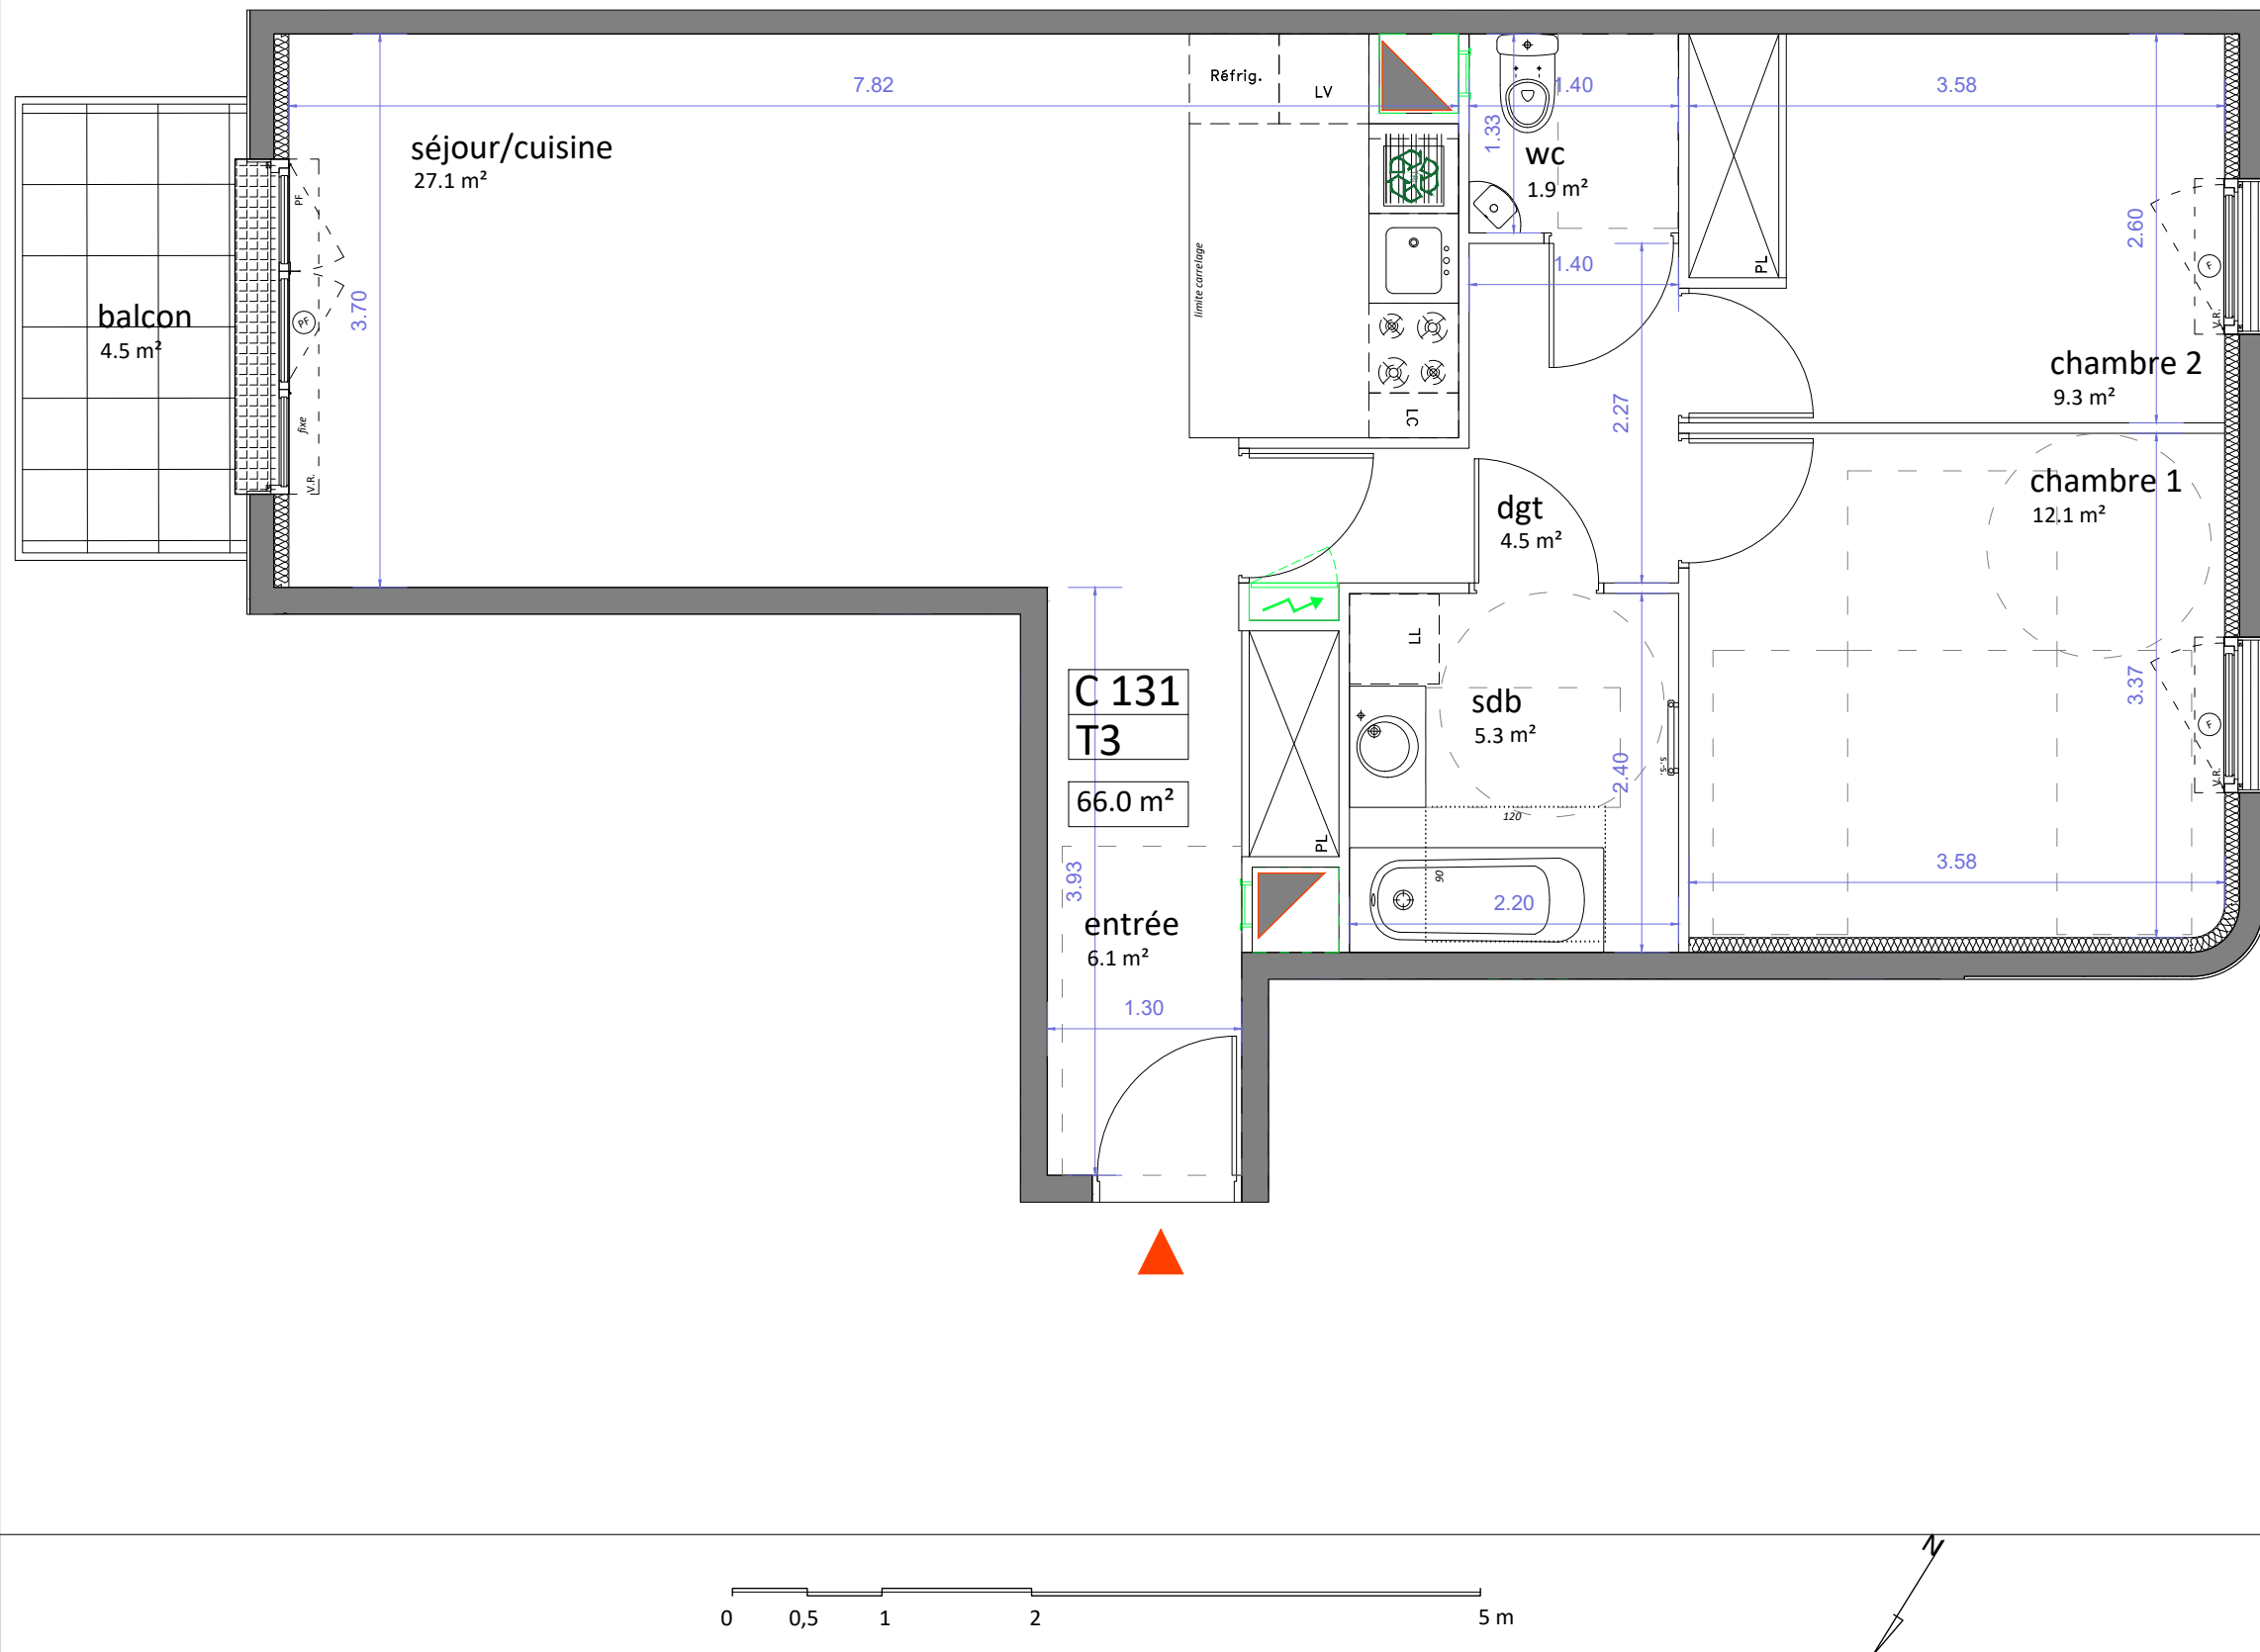 Réfrig.
LV
7.82
1.40
3.58
séjour/cuisine
27.1 m²
1.33
wc
1.9 m²
PF
2.60
limite carrelage
PL
1.40
F
balcon
4.5 m²
3.70
PF
V.R.
chambre 2
9.3 m²
fixe
LC
2.27
V.R.
chambre 1
12.1 m²
dgt
4.5 m²
LL
C 131
T3
66.0 m²
sdb
5.3 m²
3.37
F
s.-s.
2.40
V.R.
120
PL
90
3.93
3.58
2.20
entrée
6.1 m²
1.30
N
0
0,5
1
2
5 m